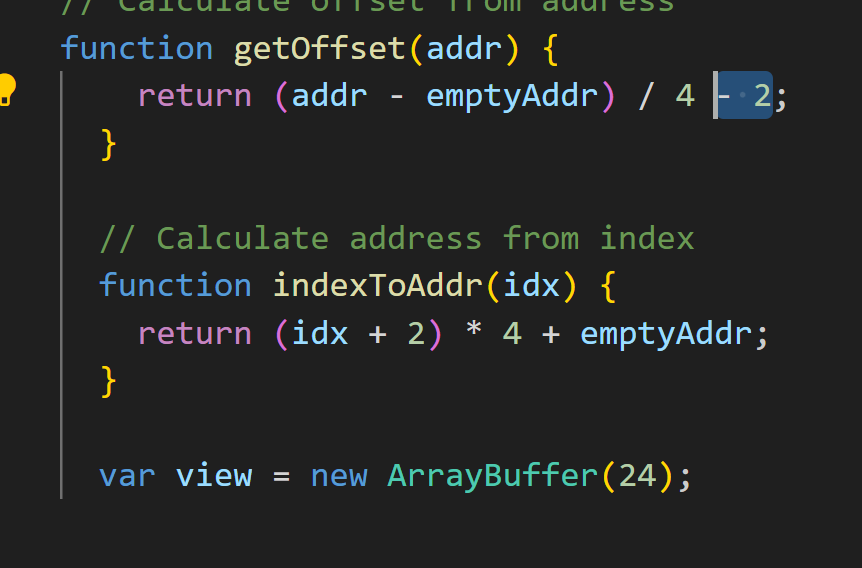 // Calculate offset from address
function getOffset(addr) {
return (addr - emptyAddr) / 4 - 2;
}
// Calculate address from index
function indexToAddr(idx) {
return (idx + 2) * 4 + emptyAddr;
}
var view = new ArrayBuffer(24);